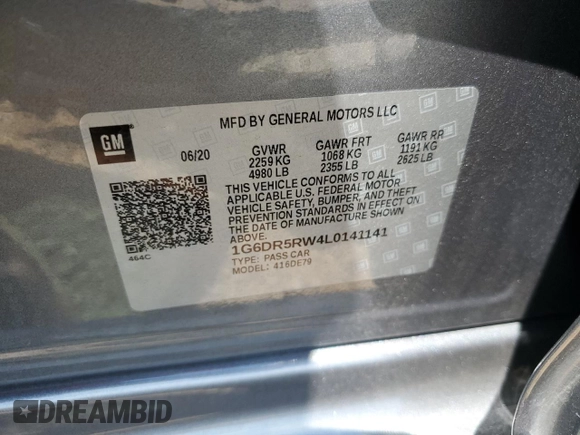 MFD BY GENERAL MOTORS LLC
GM
06/20
GVWR
2259 KG
4980 LB
GAWR FRT
1068 KG
2355 LB
GAWR RR
1191 KG
2625 LB
THIS VEHICLE CONFORMS TO ALL
APPLICABLE U.S. FEDERAL MOTOR
VEHICLE SAFETY, BUMPER, AND THEFT
PREVENTION STANDARDS IN EFFECT ON
THE DATE OF MANUFACTURE SHOWN
ABOVE.
1G6DR5RW4L0141141
TYPE: PASS CAR
MODEL: 416DE79
464C
DREAMBID